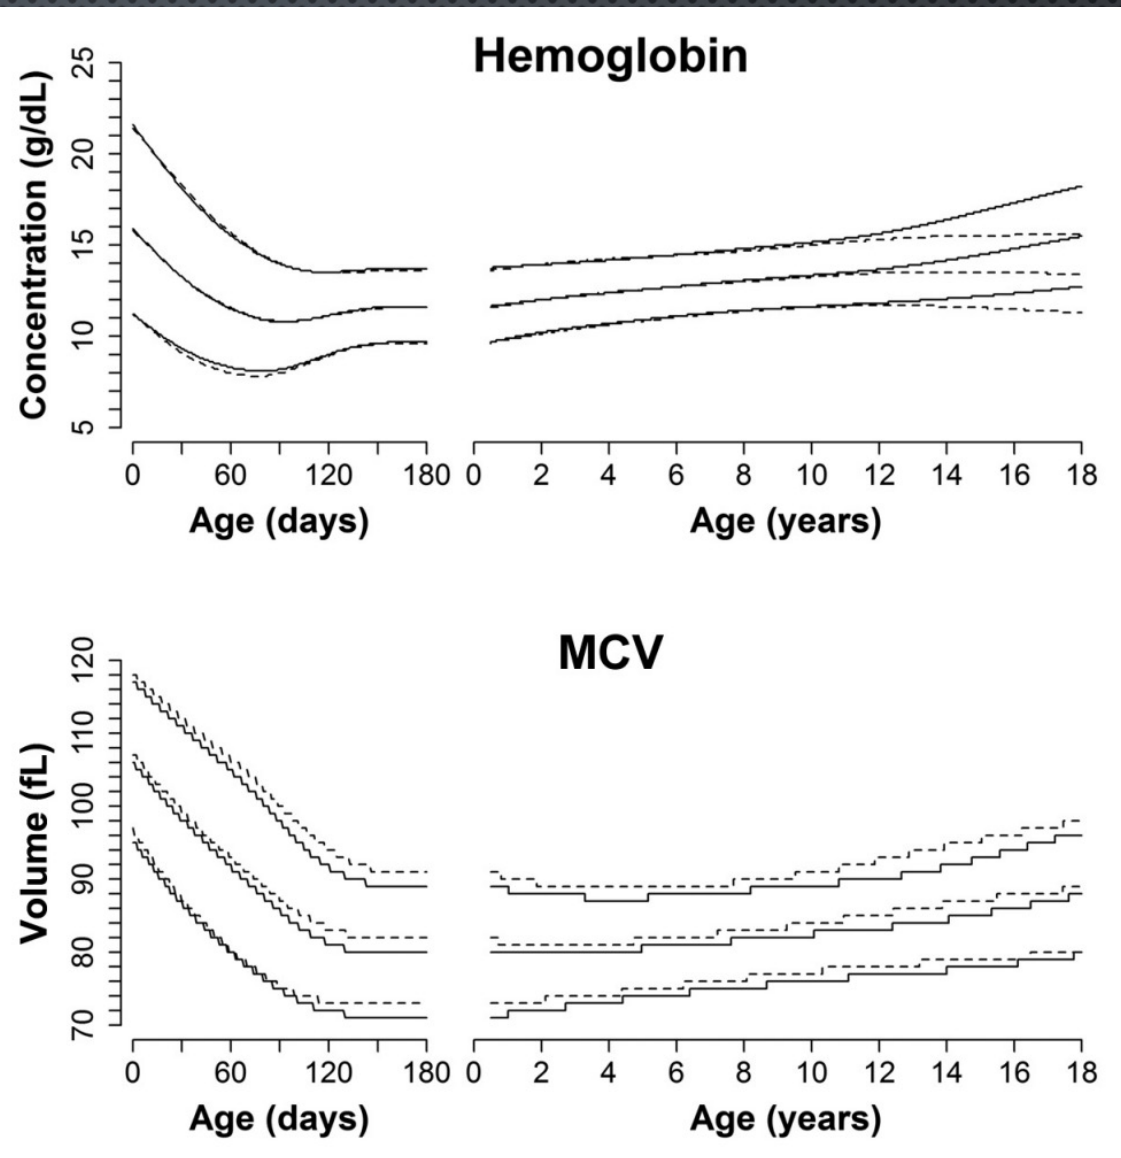 Hemoglobin
Concentration (g/dL)
25
20
15
10
5
0 60 120 180 0 2 4 6 8 10 12 14 16 18
Age (days) Age (years)
MCV
Volume (fL)
120
110
100
90
80
70
0 60 120 180 0 2 4 6 8 10 12 14 16 18
Age (days) Age (years)